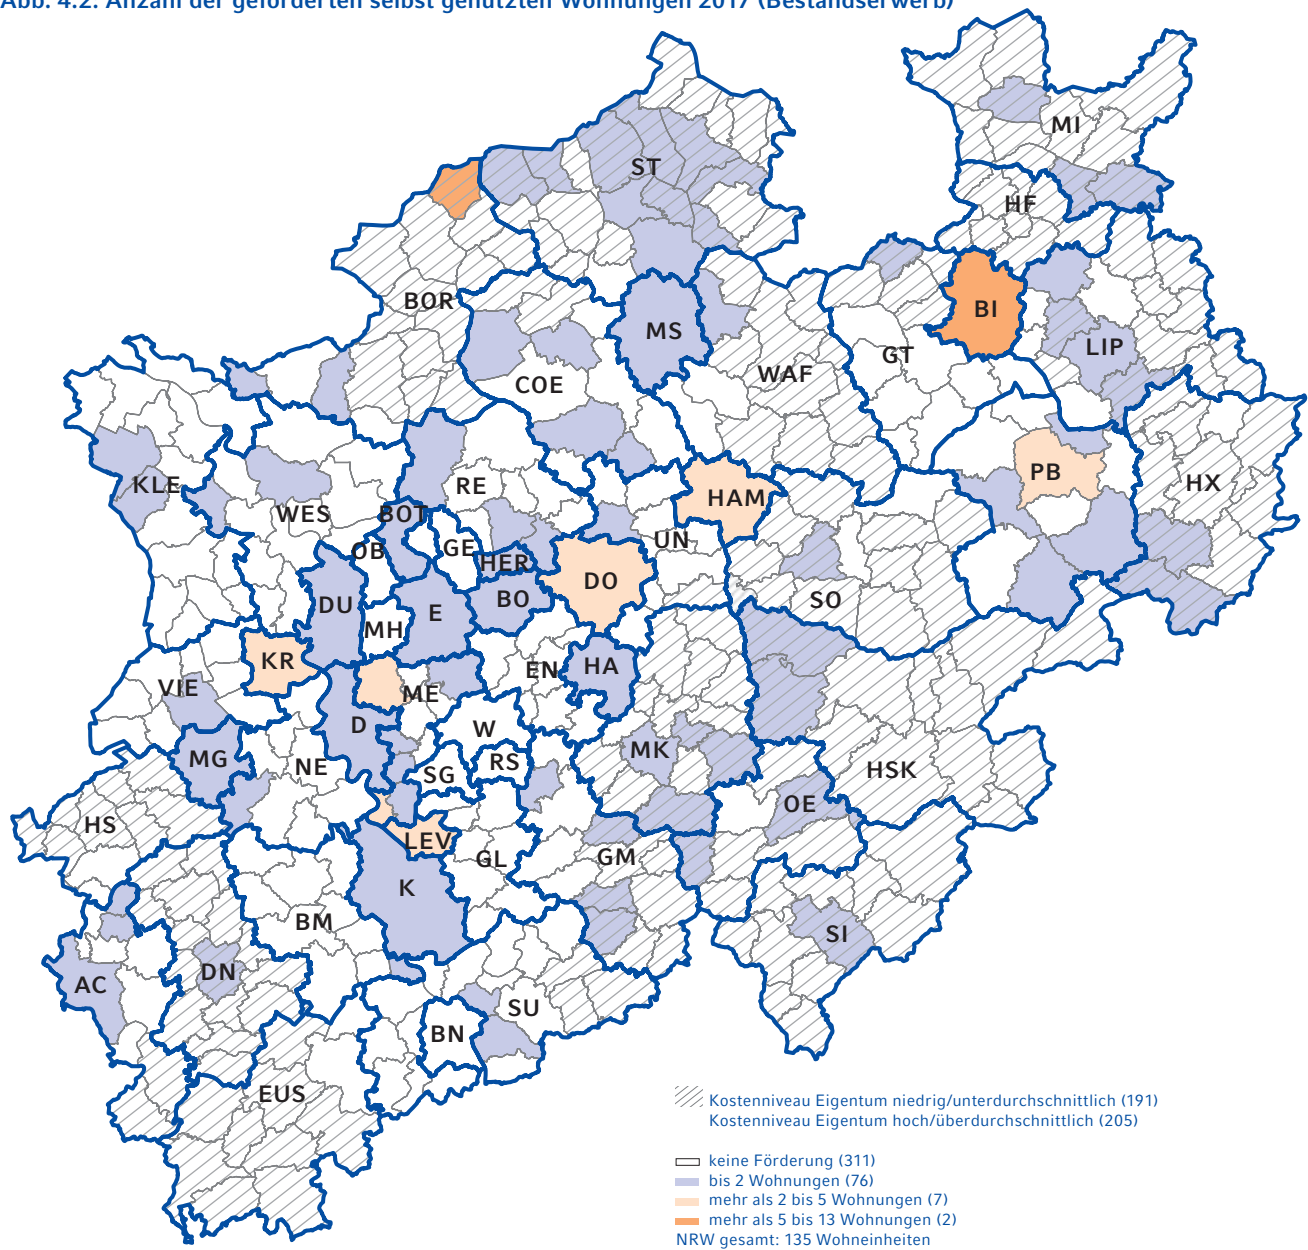 Abb. 4.2: Anzahl der geförderten selbst genutzten Wohnungen 2017 (Bestandserwerb)
MI
ST
HF
BOR
BI
MS
LIP
GT
WAF
COE
PB
KLE
RE
HX
HAM
WES
BOT
UN
GE
OB
HER
DO
BO
SO
DU
E
MH
KR
EN
HA
VIE
ME
D
W
MG
MK
RS
NE
HSK
SG
OE
HS
LEV
GM
GL
K
BM
SI
DN
AC
SU
BN
EUS
Kostenniveau Eigentum niedrig/unterdurchschnittlich (191)
Kostenniveau Eigentum hoch/überdurchschnittlich (205)
keine Förderung (311)
bis 2 Wohnungen (76)
mehr als 2 bis 5 Wohnungen (7)
mehr als 5 bis 13 Wohnungen (2)
NRW gesamt: 135 Wohneinheiten